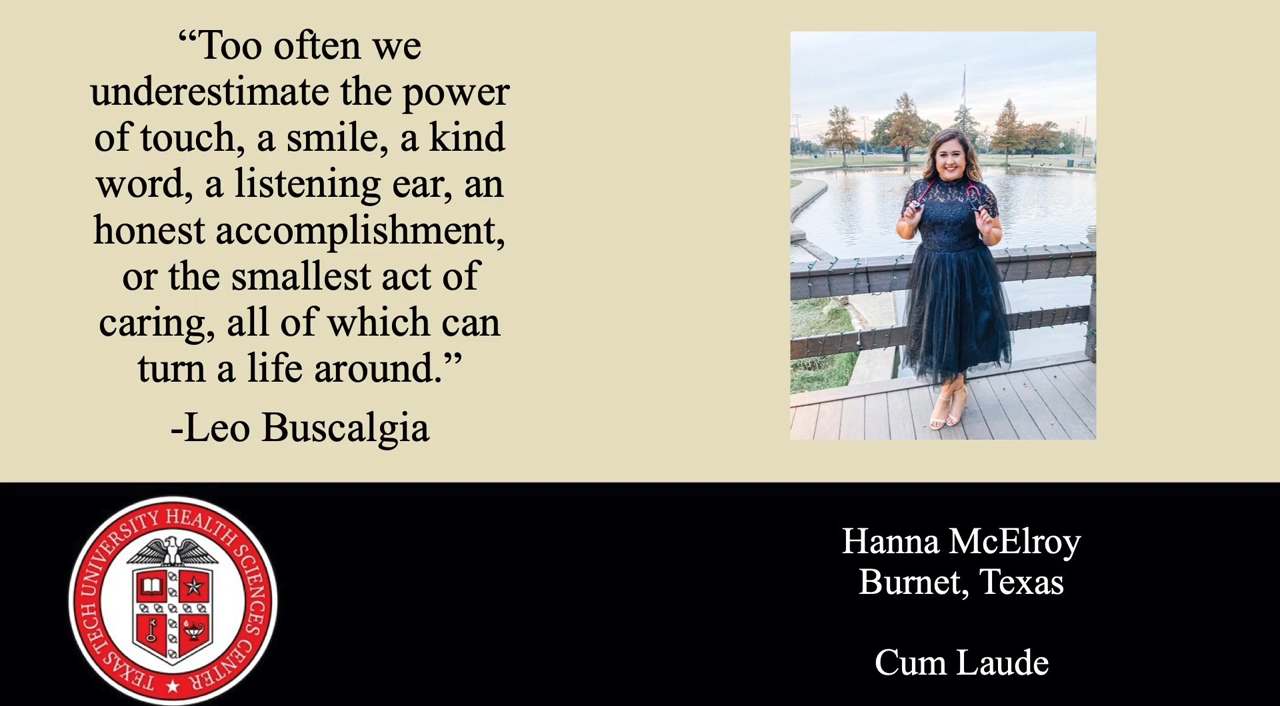 “Too often we
underestimate the power
of touch, a smile, a kind
word, a listening ear, an
honest accomplishment,
or the smallest act of
caring, all of which can
turn a life around.”
-Leo Buscalgia
TEXAS TECH UNIVERSITY HEALTH SCIENCES CENTER
Hanna McElroy
Burnet, Texas
Cum Laude